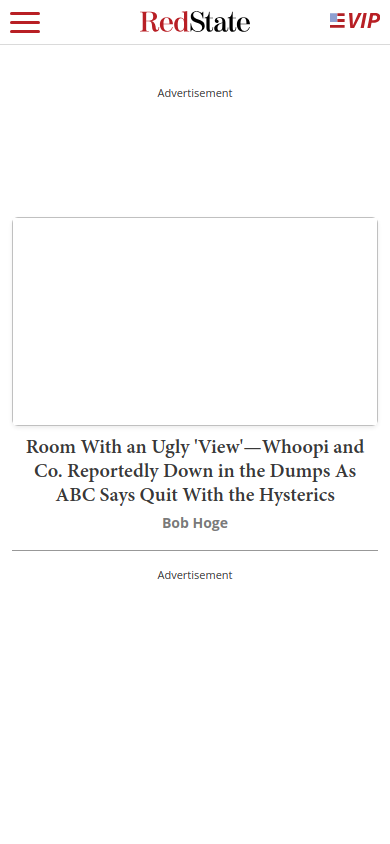 RedState
VIP
Advertisement
Room With an Ugly 'View'—Whoopi and
Co. Reportedly Down in the Dumps As
ABC Says Quit With the Hysterics
Bob Hoge
Advertisement